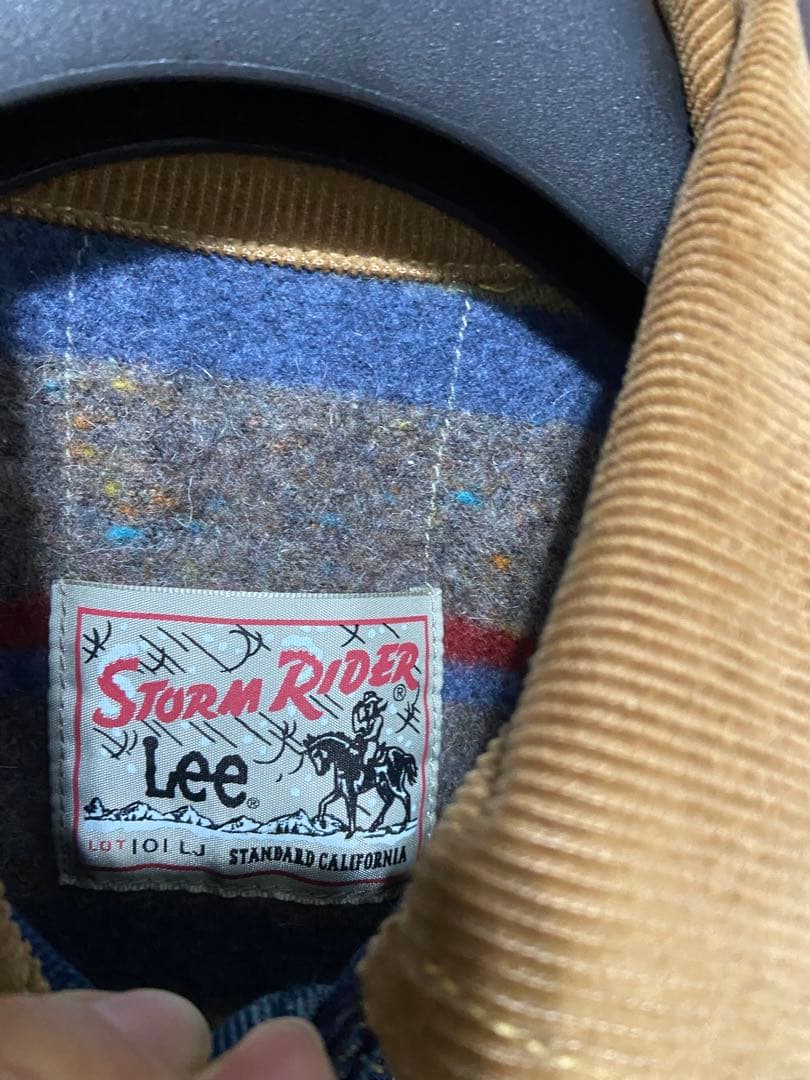 STORM RIDER ®
Lee ®
LOT 101 LJ STANDARD CALIFORNIA